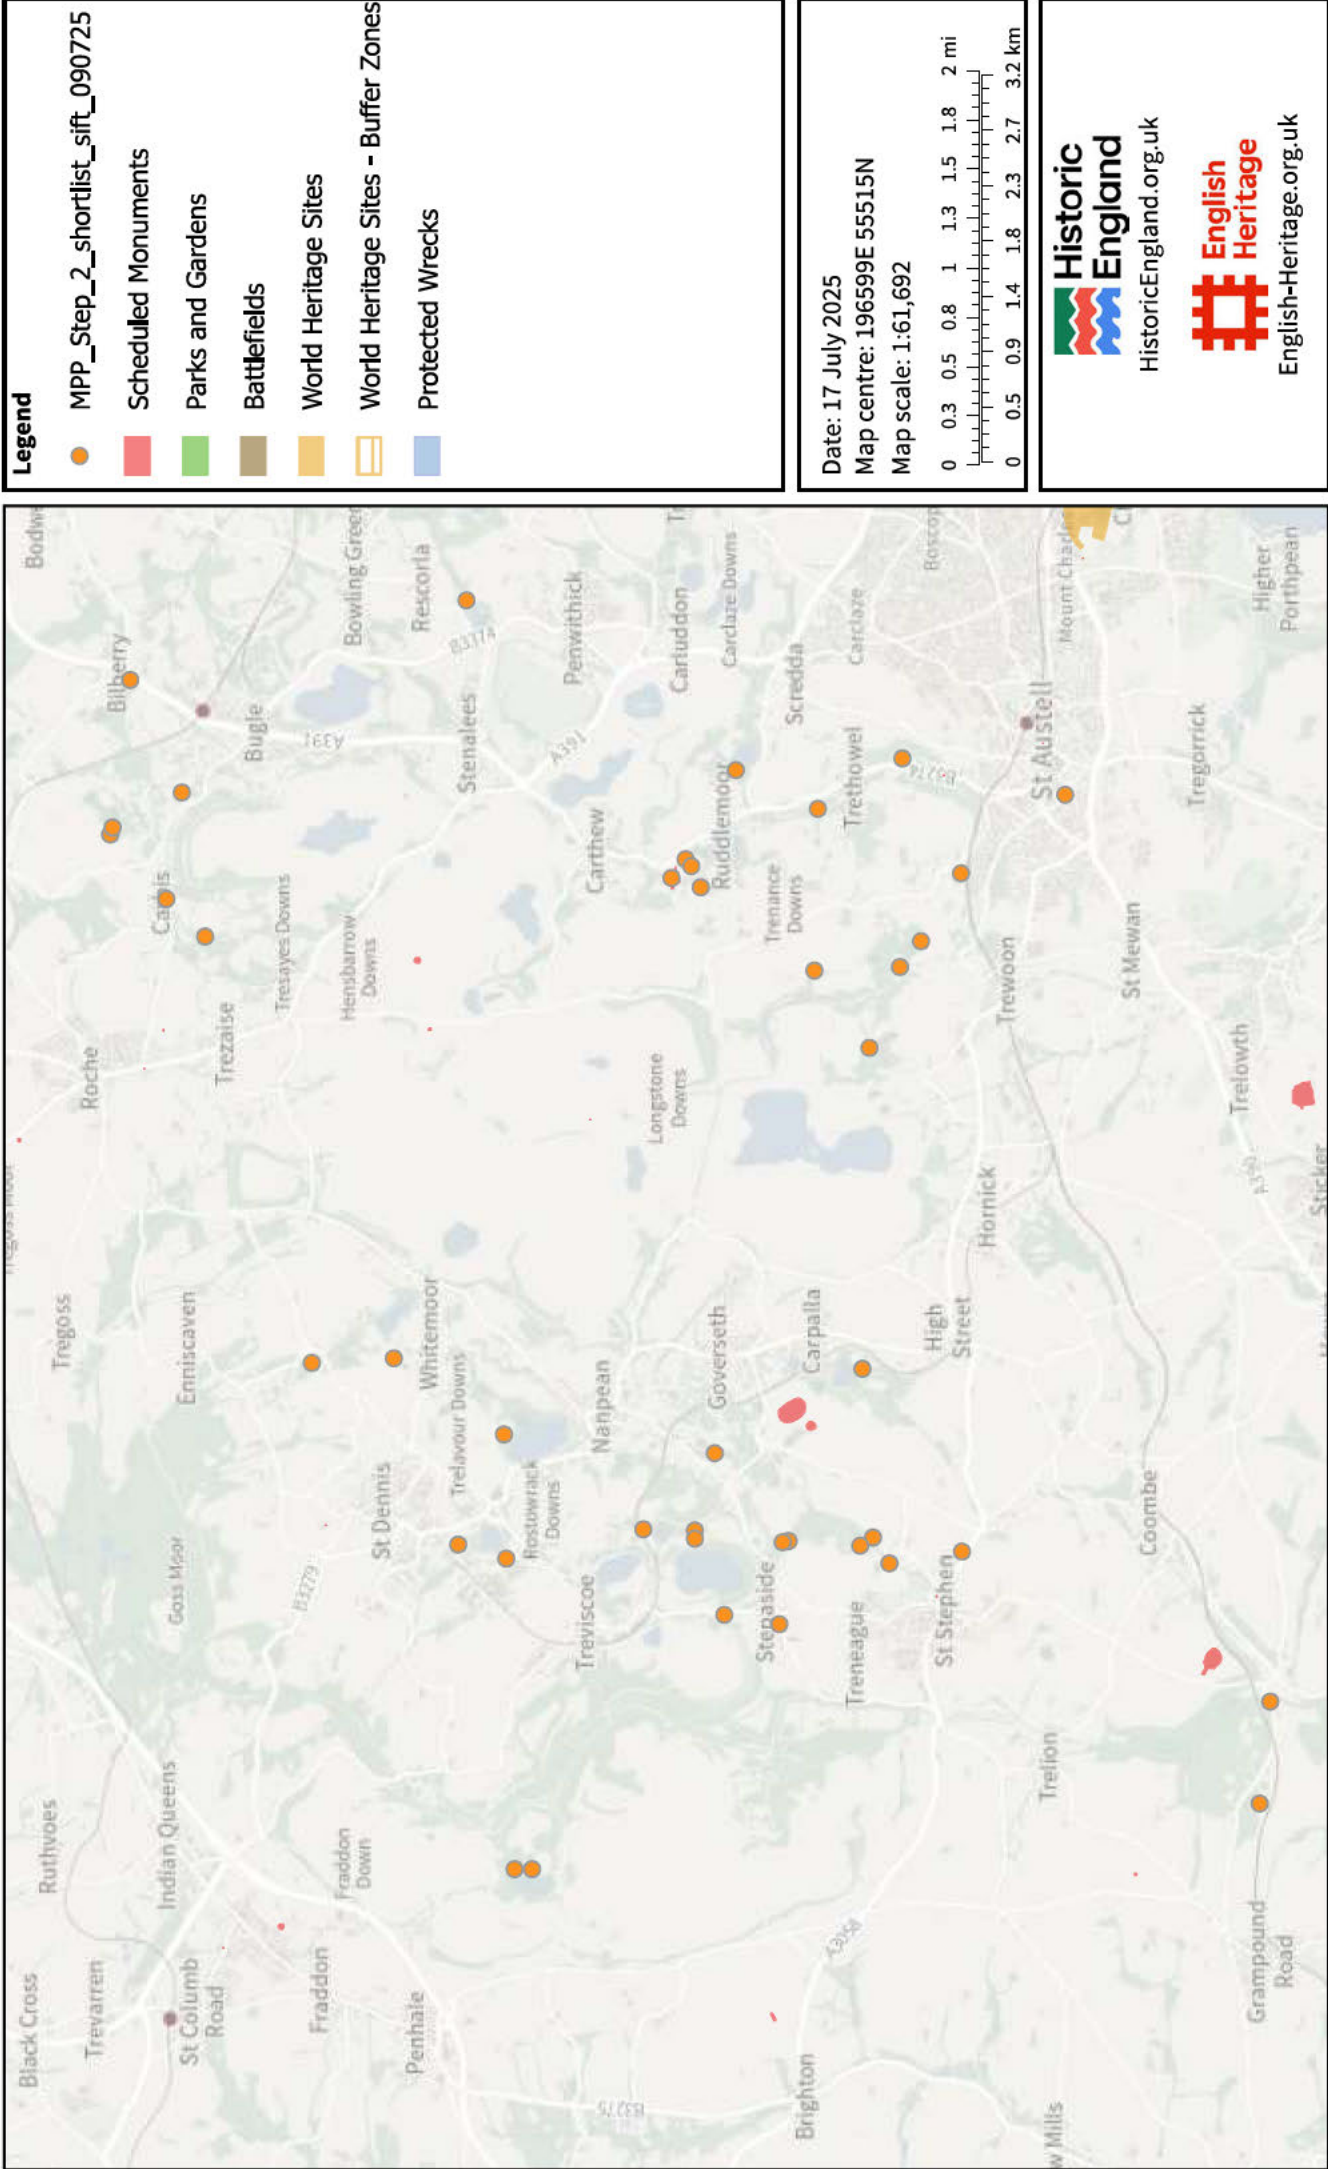 Legend
MPP_Step_2_shortlist_sift_090725
Scheduled Monuments
Parks and Gardens
Battlefields
World Heritage Sites
World Heritage Sites - Buffer Zones
Protected Wrecks
Date: 17 July 2025
Map centre: 196599E 55515N
Map scale: 1:61,692
0 0.3 0.5 0.8 1 1.3 1.5 1.8 2 mi
0 0.5 0.9 1.4 1.8 2.3 2.7 3.2 km
Historic
England
HistoricEngland.org.uk
English
Heritage
English-Heritage.org.uk
Black Cross
Ruthvoes
Tregoss
Roche
Bilberry
Trevarren
Indian Queens
Goss Moor
Enniscaven
Trezaise
Bugle
St Columb
Road
Tresayes Downs
Bowling Green
Fraddon
Fraddon
Down
B3279
St Dennis
Hensbarrow
Downs
A391
Rescorla
Penhale
Trelavour Downs
Whitemoor
Stenalees
B3374
Rostowrack
Downs
Nanpean
Carthew
A391
Penwithick
Treviscoe
Longstone
Downs
Carluddon
B3275
Goverseth
Ruddlemoor
Carclaze Downs
Stepaside
Carpalla
Trenance
Downs
Scredda
Brighton
A3058
Treneague
Trethowel
Carclaze
St Stephen
High
Street
Hornick
Trewoon
B3274
St Austell
Trelion
Coombe
St Mewan
Mount Charles
Tregorrick
Trelowth
A390
Grampound
Road
Sticker
Higher
Porthpean